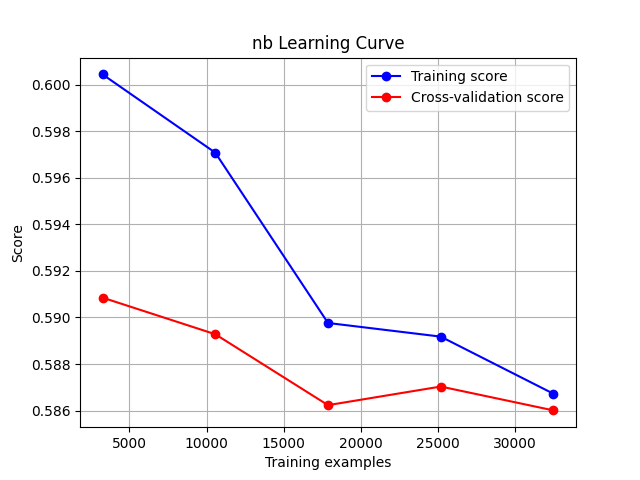 nb Learning Curve
Training score
Cross-validation score
0.600
0.598
0.596
0.594
0.592
0.590
0.588
0.586
Score
5000 10000 15000 20000 25000 30000
Training examples